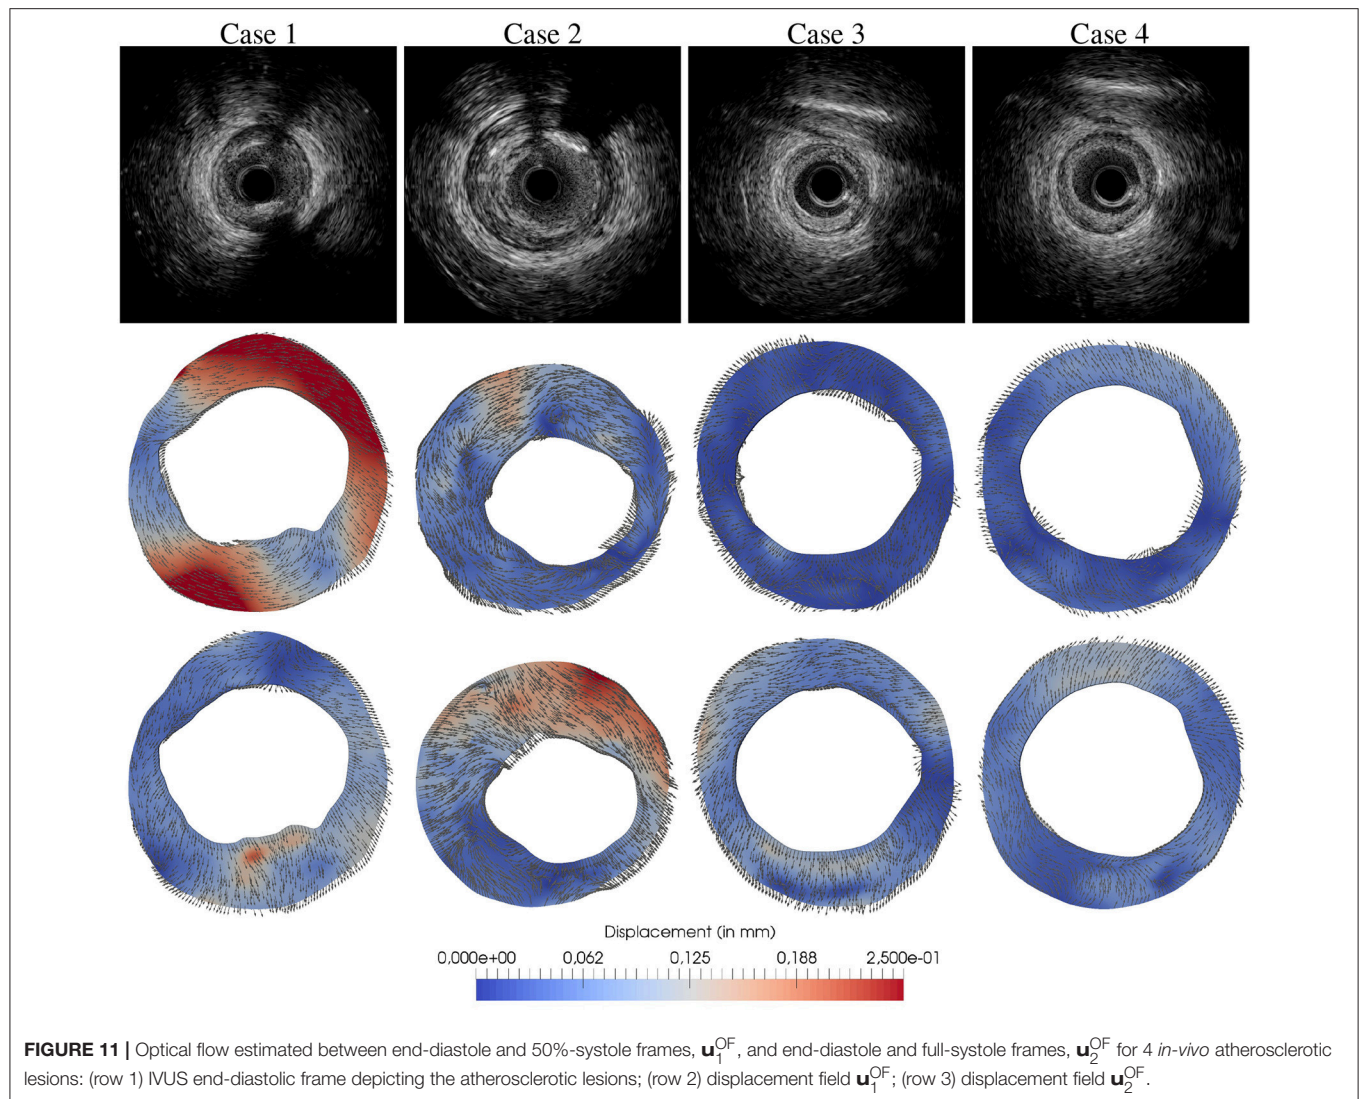 Case 1 Case 2 Case 3 Case 4
Displacement (in mm)
0,000e+00 0,062 0,125 0,188 2,500e-01
FIGURE 11 | Optical flow estimated between end-diastole and 50%-systole frames, u₁ᴼᶠ, and end-diastole and full-systole frames, u₂ᴼᶠ for 4 in-vivo atherosclerotic
lesions: (row 1) IVUS end-diastolic frame depicting the atherosclerotic lesions; (row 2) displacement field u₁ᴼᶠ; (row 3) displacement field u₂ᴼᶠ.